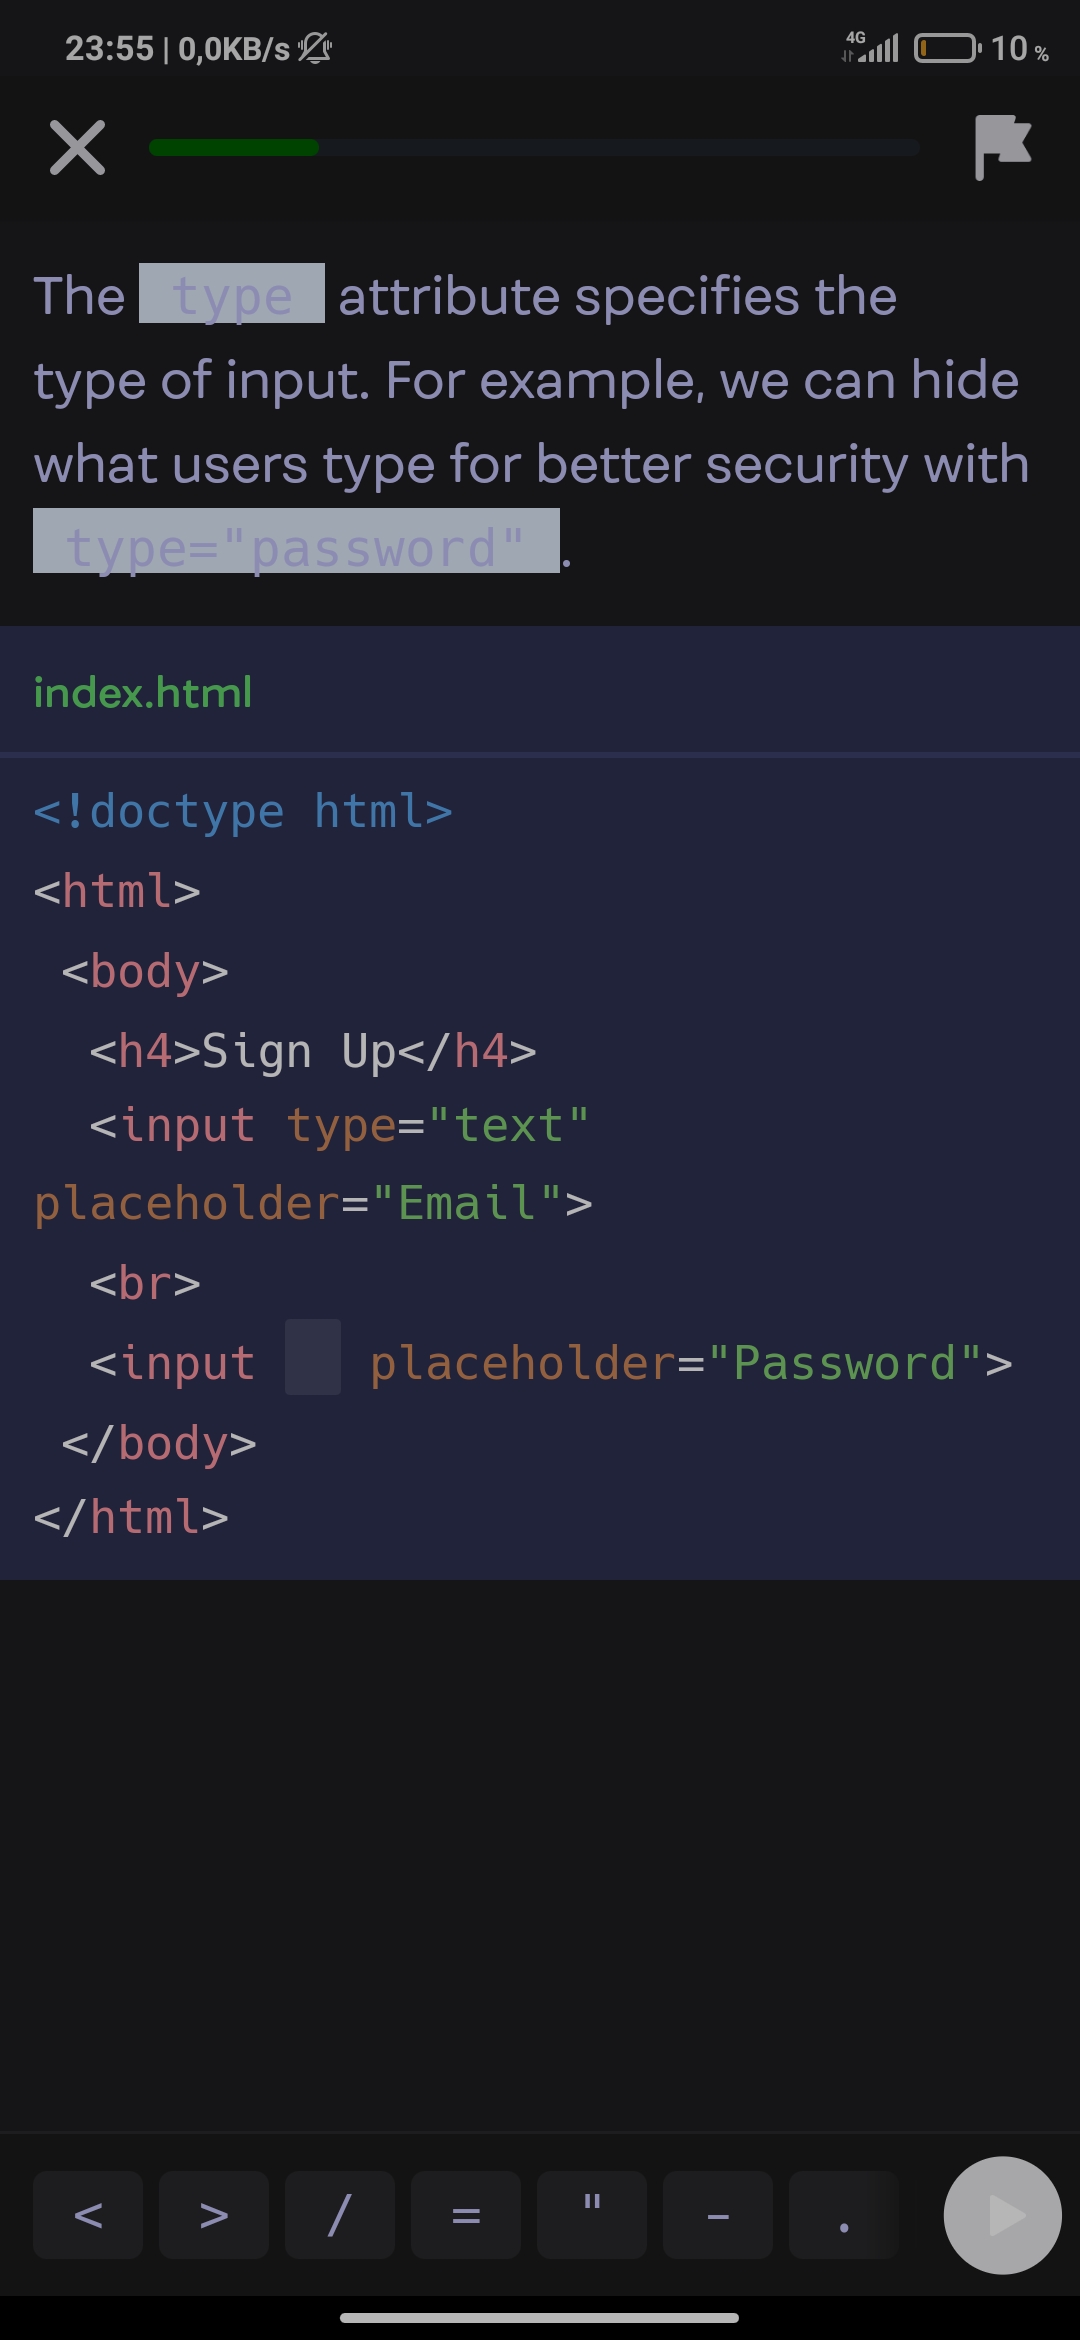 23:55 | 0,0KB/s 4G 10 %
The type attribute specifies the
type of input. For example, we can hide
what users type for better security with
type="password" .
index.html
<!doctype html>
<html>
<body>
<h4>Sign Up</h4>
<input type="text"
placeholder="Email">
<br>
<input placeholder="Password">
</body>
</html>
< > / = " - .